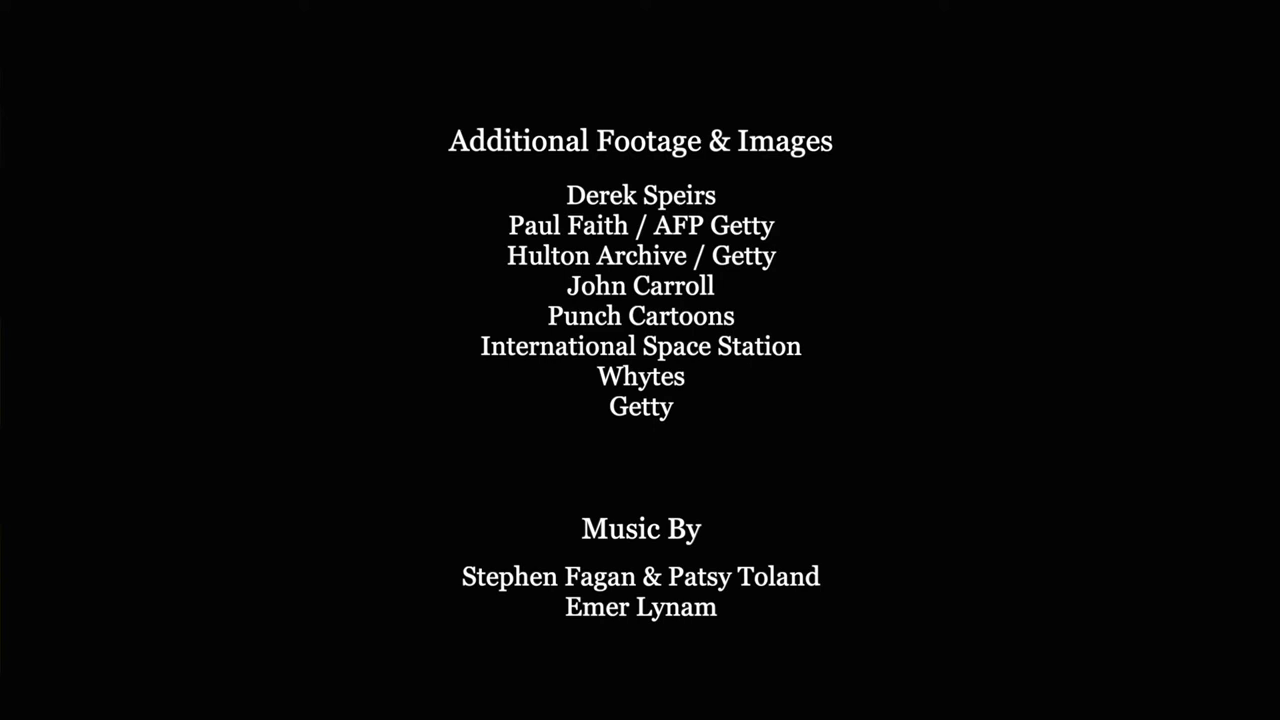 Additional Footage & Images
Derek Speirs
Paul Faith / AFP Getty
Hulton Archive / Getty
John Carroll
Punch Cartoons
International Space Station
Whytes
Getty
Music By
Stephen Fagan & Patsy Toland
Emer Lynam